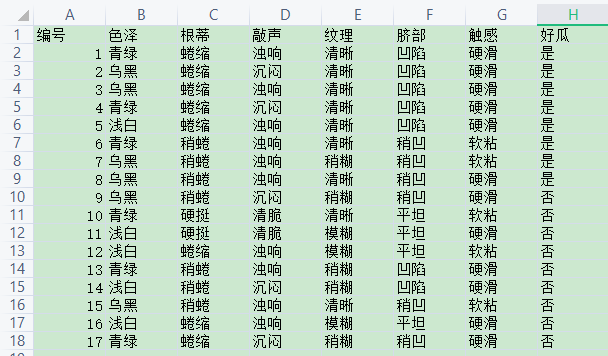 A B C D E F G H
1 编号 色泽 根蒂 敲声 纹理 脐部 触感 好瓜
2 1 青绿 蜷缩 浊响 清晰 凹陷 硬滑 是
3 2 乌黑 蜷缩 沉闷 清晰 凹陷 硬滑 是
4 3 乌黑 蜷缩 浊响 清晰 凹陷 硬滑 是
5 4 青绿 蜷缩 沉闷 清晰 凹陷 硬滑 是
6 5 浅白 蜷缩 浊响 清晰 凹陷 硬滑 是
7 6 青绿 稍蜷 浊响 清晰 稍凹 软粘 是
8 7 乌黑 稍蜷 浊响 稍糊 稍凹 软粘 是
9 8 乌黑 稍蜷 浊响 清晰 稍凹 硬滑 是
10 9 乌黑 稍蜷 沉闷 稍糊 稍凹 硬滑 否
11 10 青绿 硬挺 清脆 清晰 平坦 软粘 否
12 11 浅白 硬挺 清脆 模糊 平坦 硬滑 否
13 12 浅白 蜷缩 浊响 模糊 平坦 软粘 否
14 13 青绿 稍蜷 浊响 稍糊 凹陷 硬滑 否
15 14 浅白 稍蜷 沉闷 稍糊 凹陷 硬滑 否
16 15 乌黑 稍蜷 浊响 清晰 稍凹 软粘 否
17 16 浅白 蜷缩 浊响 模糊 平坦 硬滑 否
18 17 青绿 蜷缩 沉闷 稍糊 稍凹 硬滑 否